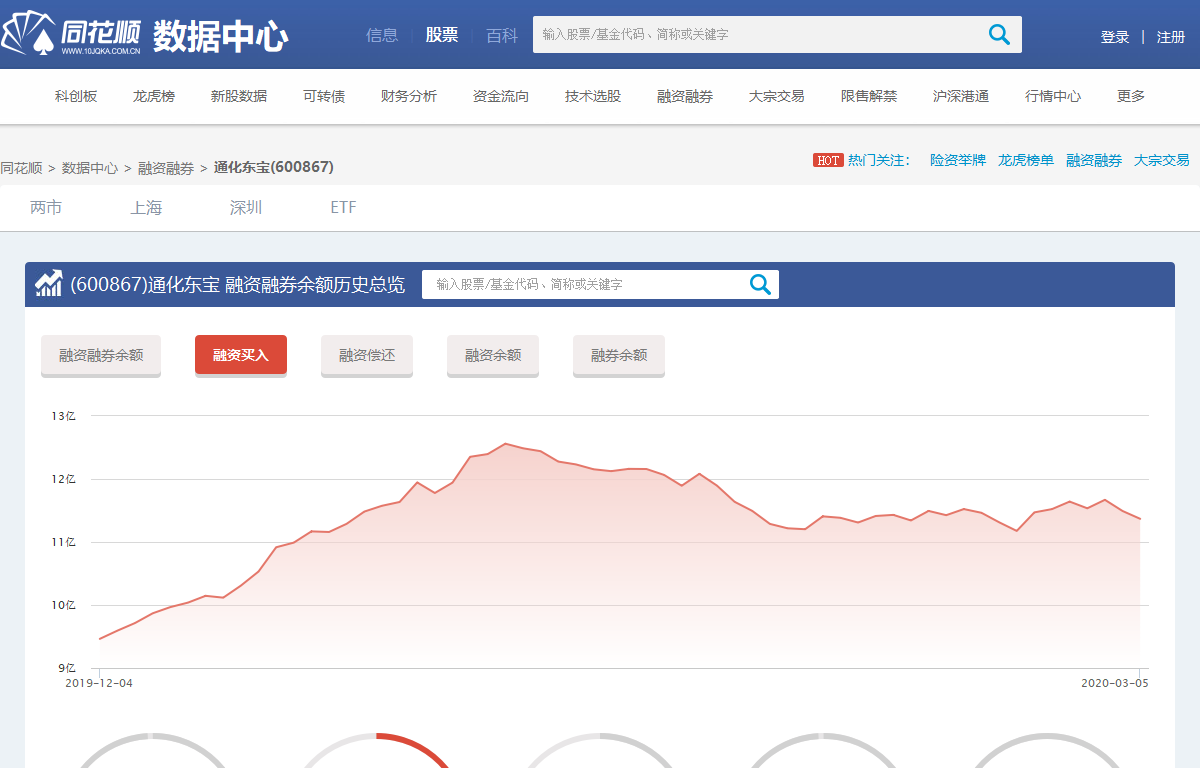 同花顺 数据中心 信息 股票 百科 输入股票/基金代码、简称或关键字 登录 | 注册
WWW.10JQKA.COM.CN
科创板 龙虎榜 新股数据 可转债 财务分析 资金流向 技术选股 融资融券 大宗交易 限售解禁 沪深港通 行情中心 更多
同花顺 > 数据中心 > 融资融券 > 通化东宝(600867) HOT 热门关注: 险资举牌 龙虎榜单 融资融券 大宗交易
两市 上海 深圳 ETF
(600867)通化东宝 融资融券余额历史总览 输入股票/基金代码、简称或关键字
融资融券余额 融资买入 融资偿还 融资余额 融券余额
13亿
12亿
11亿
10亿
9亿
2019-12-04 2020-03-05